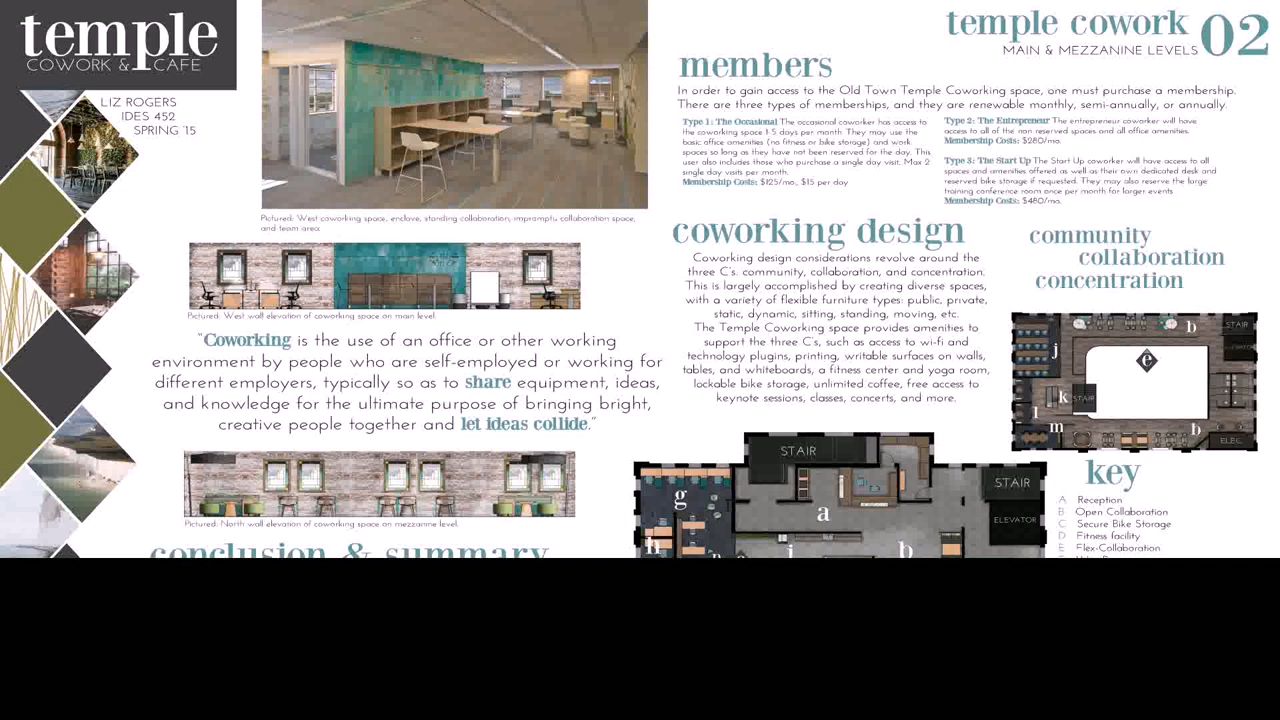 temple
COWORK & CAFE
LIZ ROGERS
IDES 452
SPRING '15
Pictured: West coworking space, enclave, standing collaboration, impromptu collaboration space,
and team area.
Pictured: West wall elevation of coworking space on main level.
"Coworking is the use of an office or other working
environment by people who are self-employed or working for
different employers, typically so as to share equipment, ideas,
and knowledge for the ultimate purpose of bringing bright,
creative people together and let ideas collide."
Pictured: North wall elevation of coworking space on mezzanine level.
conclusion & summary
temple cowork 02
MAIN & MEZZANINE LEVELS
members
In order to gain access to the Old Town Temple Coworking space, one must purchase a membership.
There are three types of memberships, and they are renewable monthly, semi-annually, or annually.
Type 1: The Occasional The occasional coworker has access to
the coworking space 1-5 days per month. They may use the
basic office amenities (no fitness or bike storage) and work
spaces so long as they have not been reserved for the day. This
user also includes those who purchase a single day visit. Max 2
single day visits per month.
Membership Costs: $125/mo., $15 per day
Type 2: The Entrepreneur The entrepreneur coworker will have
access to all of the non reserved spaces and all office amenities.
Membership Costs: $280/mo.
Type 3: The Start Up The Start Up coworker will have access to all
spaces and amenities offered as well as their own dedicated desk and
reserved bike storage if requested. They may also reserve the large
training conference room once per month for larger events
Membership Costs: $480/mo.
coworking design
Coworking design considerations revolve around the
three C's: community, collaboration, and concentration.
This is largely accomplished by creating diverse spaces,
with a variety of flexible furniture types: public, private,
static, dynamic, sitting, standing, moving, etc.
The Temple Coworking space provides amenities to
support the three C's, such as access to wi-fi and
technology plugins, printing, writable surfaces on walls,
tables, and whiteboards, a fitness center and yoga room,
lockable bike storage, unlimited coffee, free access to
keynote sessions, classes, concerts, and more.
community
collaboration
concentration
b
STAIR
j
e
k
STAIR
l
m
b
ELEC.
STAIR
g
a
STAIR
ELEVATOR
h
i
b
key
A Reception
B Open Collaboration
C Secure Bike Storage
D Fitness facility
E Flex-Collaboration